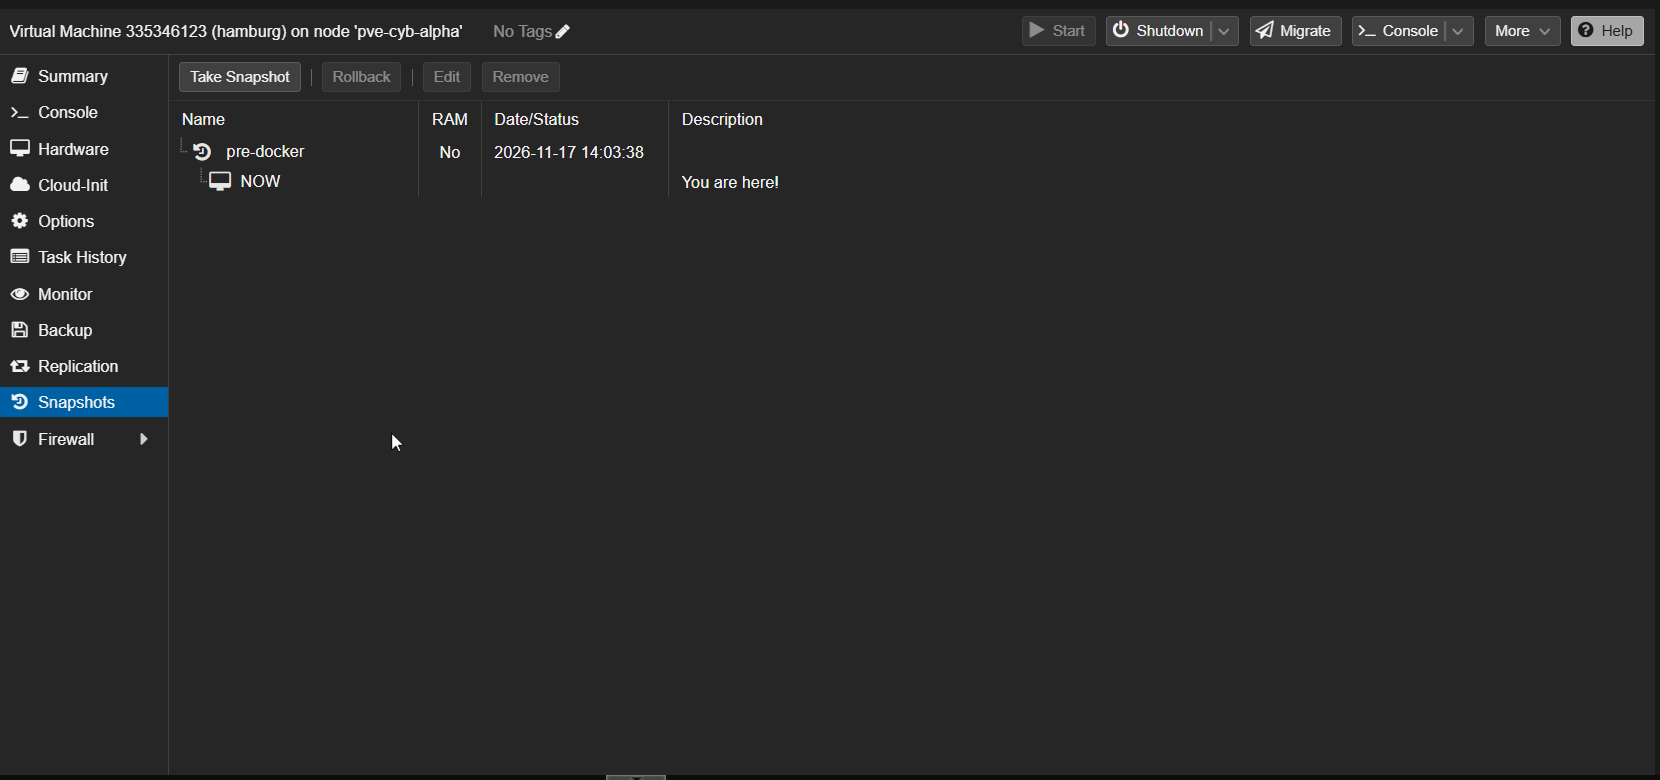 Virtual Machine 335346123 (hamburg) on node 'pve-cyb-alpha' No Tags Start Shutdown Migrate Console More Help
Summary
Console
Hardware
Cloud-Init
Options
Task History
Monitor
Backup
Replication
Snapshots
Firewall
Take Snapshot Rollback Edit Remove
Name RAM Date/Status Description
pre-docker No 2026-11-17 14:03:38
NOW You are here!